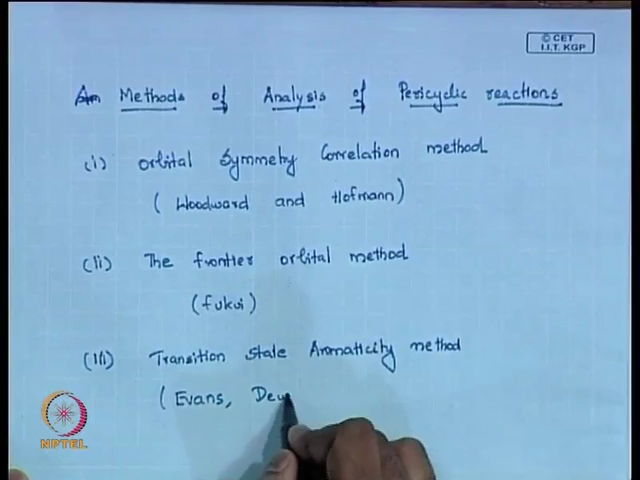 © CET
I.I.T. KGP
Methods of Analysis of Pericyclic reactions
(i) orbital Symmetry Correlation method
(Woodward and Hofmann)
(ii) The frontier orbital method
(fukui)
(iii) Transition state Aromaticity method
(Evans, Dew
NPTEL